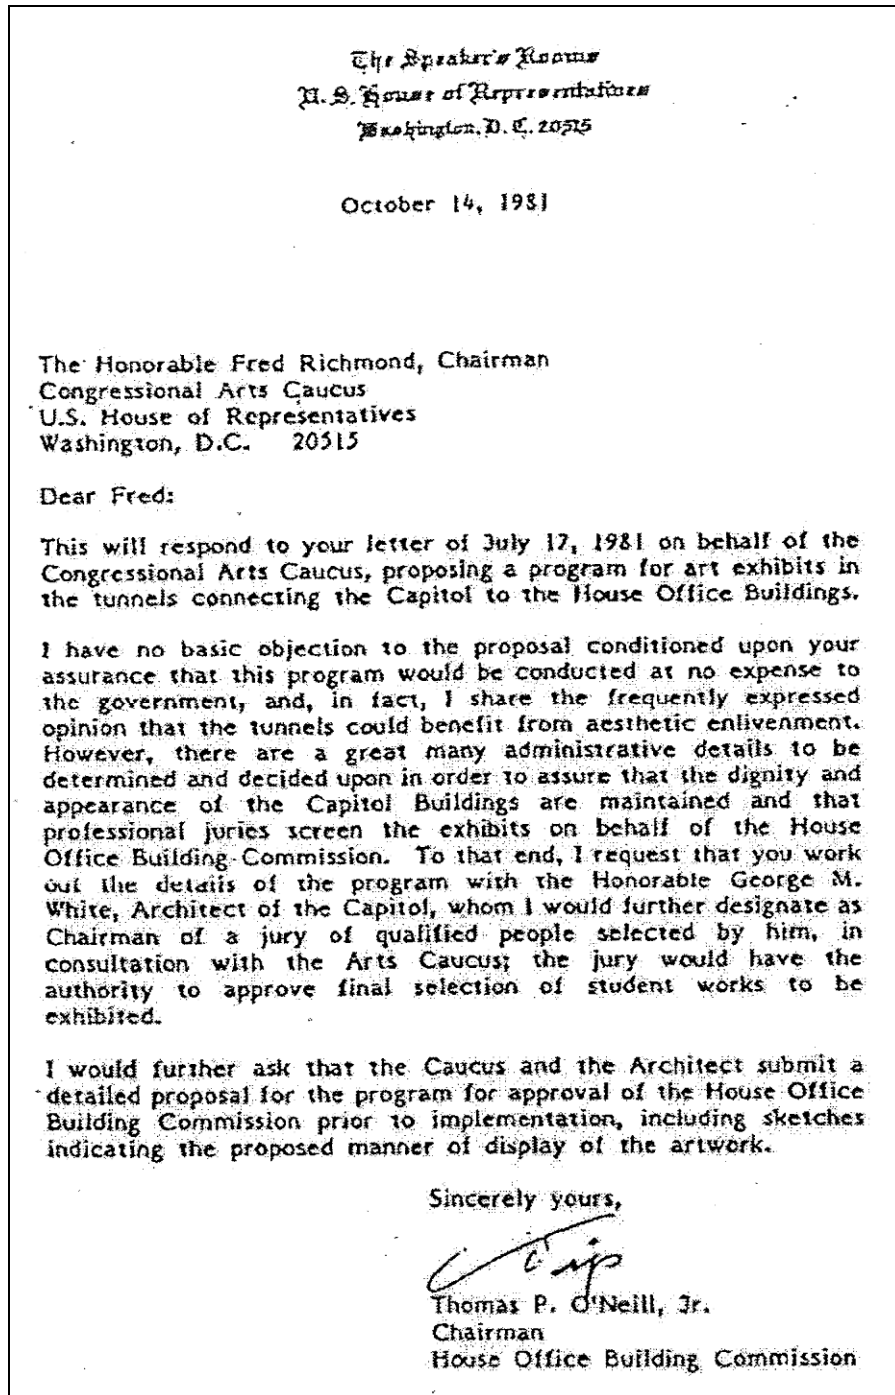 The Speaker's Rooms
U. S. House of Representatives
Washington, D. C. 20515
October 14, 1981
The Honorable Fred Richmond, Chairman
Congressional Arts Caucus
U.S. House of Representatives
Washington, D.C. 20515
Dear Fred:
This will respond to your letter of July 17, 1981 on behalf of the
Congressional Arts Caucus, proposing a program for art exhibits in
the tunnels connecting the Capitol to the House Office Buildings.
I have no basic objection to the proposal conditioned upon your
assurance that this program would be conducted at no expense to
the government, and, in fact, I share the frequently expressed
opinion that the tunnels could benefit from aesthetic enlivenment.
However, there are a great many administrative details to be
determined and decided upon in order to assure that the dignity and
appearance of the Capitol Buildings are maintained and that
professional juries screen the exhibits on behalf of the House
Office Building Commission. To that end, I request that you work
out the details of the program with the Honorable George M.
White, Architect of the Capitol, whom I would further designate as
Chairman of a jury of qualified people selected by him, in
consultation with the Arts Caucus; the jury would have the
authority to approve final selection of student works to be
exhibited.
I would further ask that the Caucus and the Architect submit a
detailed proposal for the program for approval of the House Office
Building Commission prior to implementation, including sketches
indicating the proposed manner of display of the artwork.
Sincerely yours,
Tip
Thomas P. O'Neill, Jr.
Chairman
House Office Building Commission